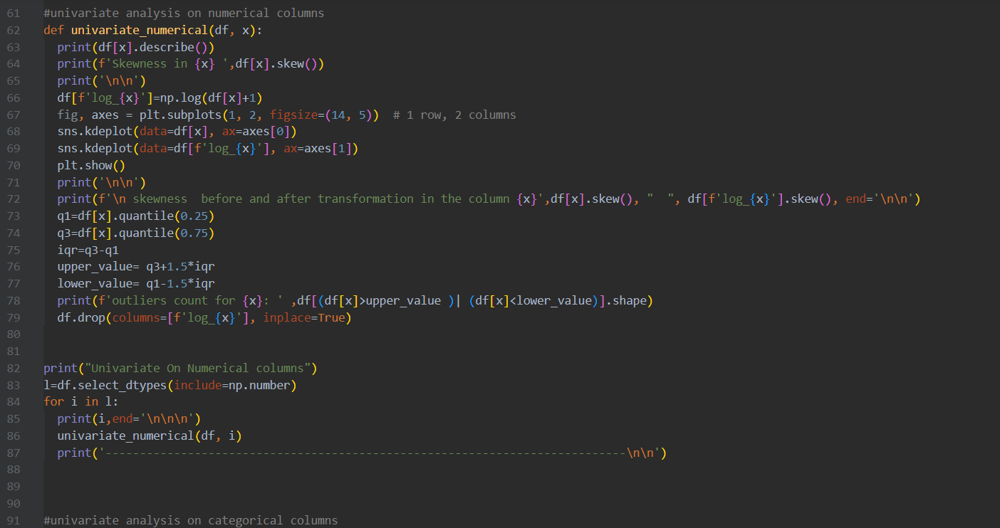 61 #univariate analysis on numerical columns
62 def univariate_numerical(df, x):
63   print(df[x].describe())
64   print(f'Skewness in {x} ',df[x].skew())
65   print('\n\n')
66   df[f'log_{x}']=np.log(df[x]+1)
67   fig, axes = plt.subplots(1, 2, figsize=(14, 5))  # 1 row, 2 columns
68   sns.kdeplot(data=df[x], ax=axes[0])
69   sns.kdeplot(data=df[f'log_{x}'], ax=axes[1])
70   plt.show()
71   print('\n\n')
72   print(f'\n skewness  before and after transformation in the column {x}',df[x].skew(), "  ", df[f'log_{x}'].skew(), end='\n\n')
73   q1=df[x].quantile(0.25)
74   q3=df[x].quantile(0.75)
75   iqr=q3-q1
76   upper_value= q3+1.5*iqr
77   lower_value= q1-1.5*iqr
78   print(f'outliers count for {x}: ' ,df[(df[x]>upper_value )| (df[x]<lower_value)].shape)
79   df.drop(columns=[f'log_{x}'], inplace=True)
80
81
82 print("Univariate On Numerical columns")
83 l=df.select_dtypes(include=np.number)
84 for i in l:
85   print(i,end='\n\n\n')
86   univariate_numerical(df, i)
87   print('----------------------------------------------------------------------------\n\n')
88
89
90
91 #univariate analysis on categorical columns